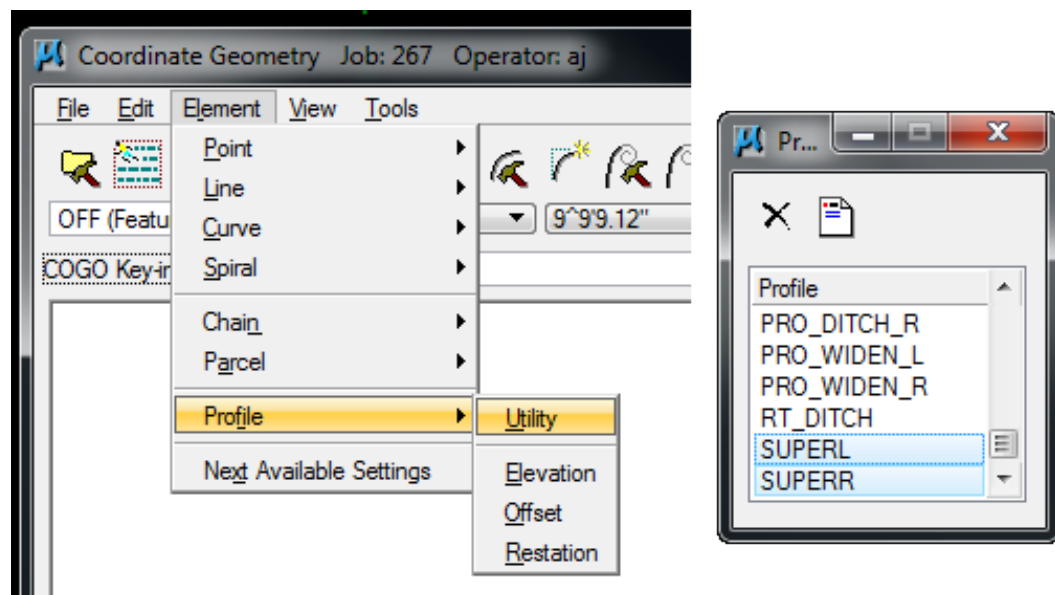 Coordinate Geometry Job: 267 Operator: aj
File Edit Element View Tools
OFF (Featu
9^9'9.12"
COGO Key-in
Point
Line
Curve
Spiral
Chain
Parcel
Profile
Next Available Settings
Utility
Elevation
Offset
Restation
Pr...
Profile
PRO_DITCH_R
PRO_WIDEN_L
PRO_WIDEN_R
RT_DITCH
SUPERL
SUPERR